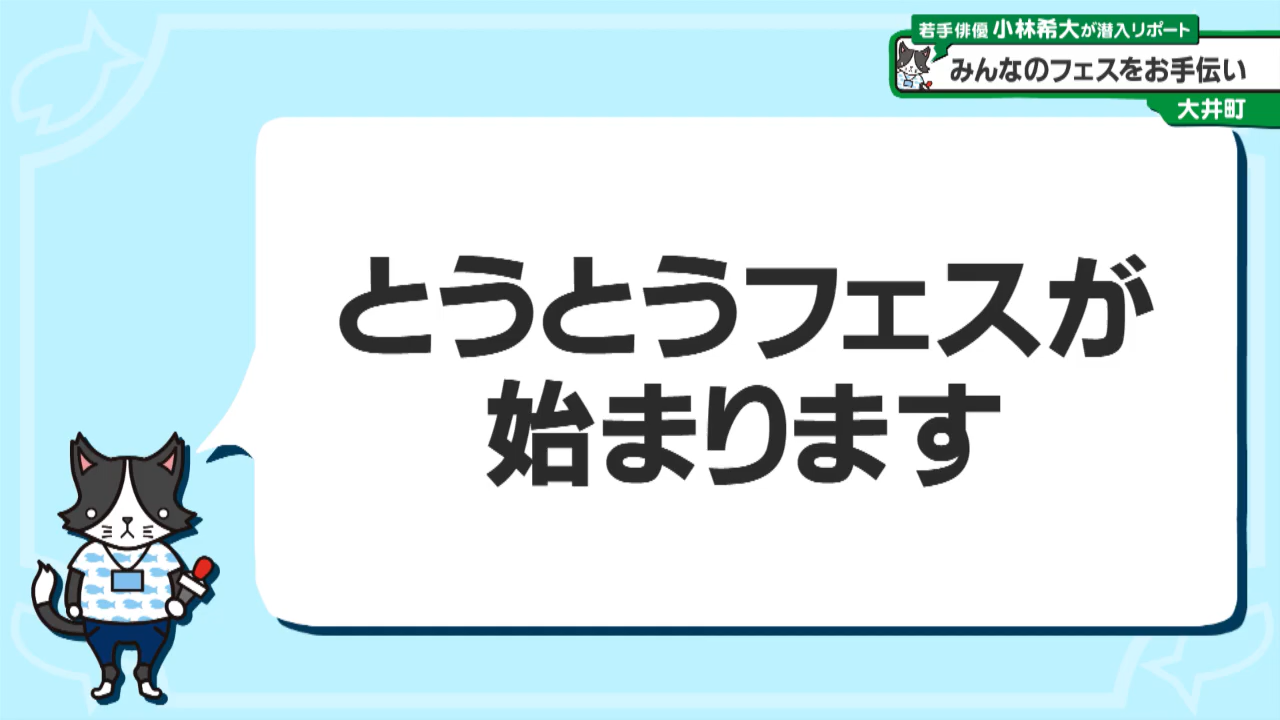 若手俳優 小林希大が潜入リポート
みんなのフェスをお手伝い
大井町
とうとうフェスが
始まります